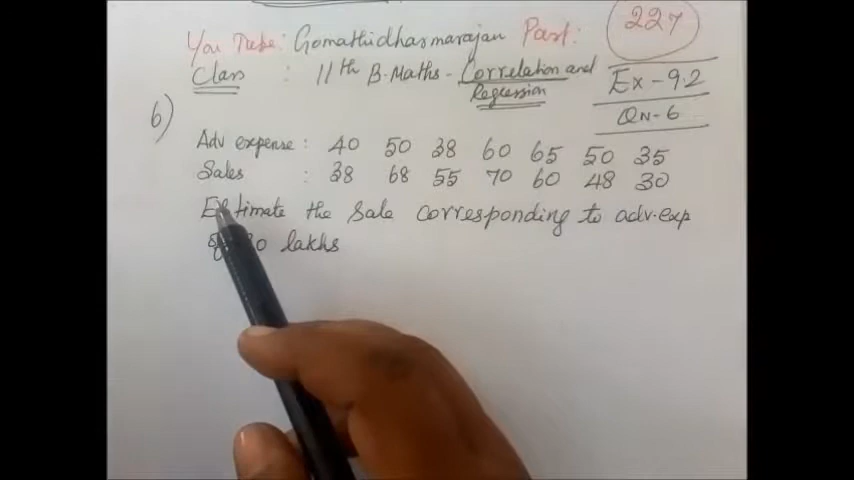 You Tube: Gomathidharmarajan Part: 227
Class : 11th B.Maths - Correlation and Regression
Ex - 9.2
QN-6
6)
Adv expense : 40 50 38 60 65 50 35
Sales : 38 68 55 70 60 48 30
Estimate the Sale corresponding to adv.exp
lakhs